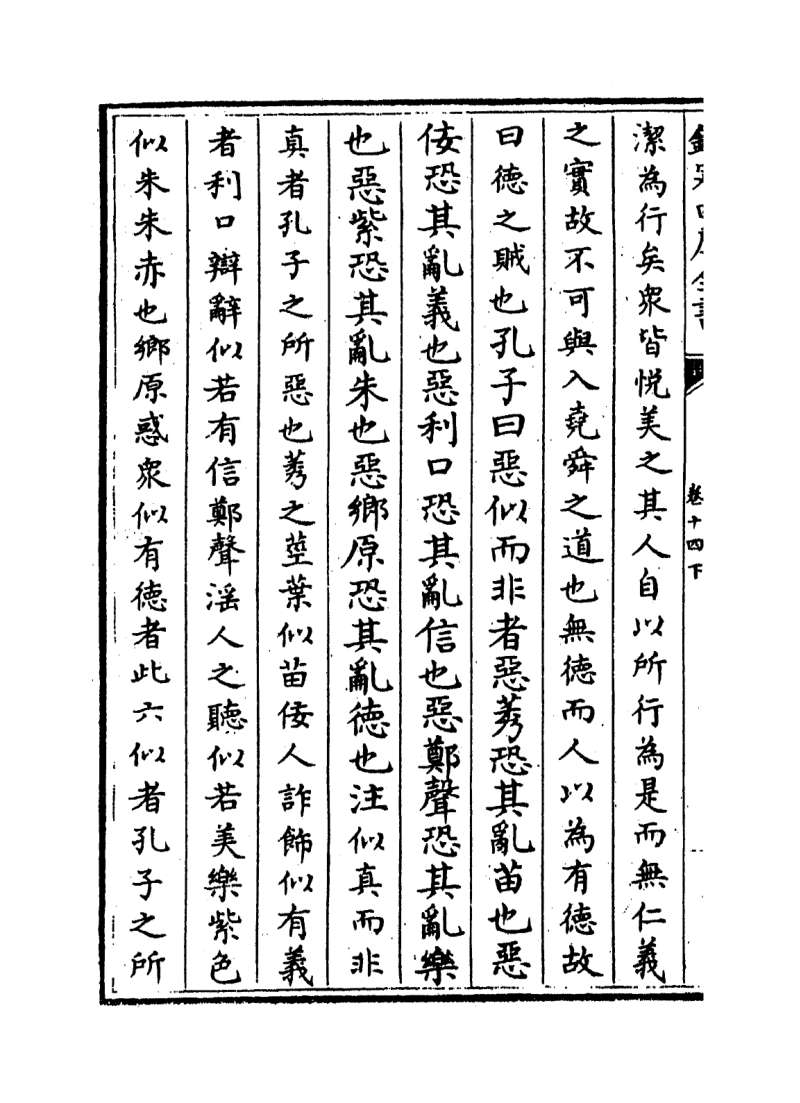 欽定四庫全書
卷十四下
潔為行矣衆皆悦美之其人自以所行為是而無仁義
之實故不可與入堯舜之道也無徳而人以為有徳故
曰徳之賊也孔子曰惡似而非者惡莠恐其亂苗也惡
佞恐其亂義也惡利口恐其亂信也惡鄭聲恐其亂樂
也惡紫恐其亂朱也惡鄉原恐其亂徳也注似真而非
真者孔子之所惡也莠之莖葉似苗佞人詐飾似有義
者利口辯辭似若有信鄭聲淫人之聽似若美樂紫色
似朱朱赤也鄉原惑衆似有徳者此六似者孔子之所